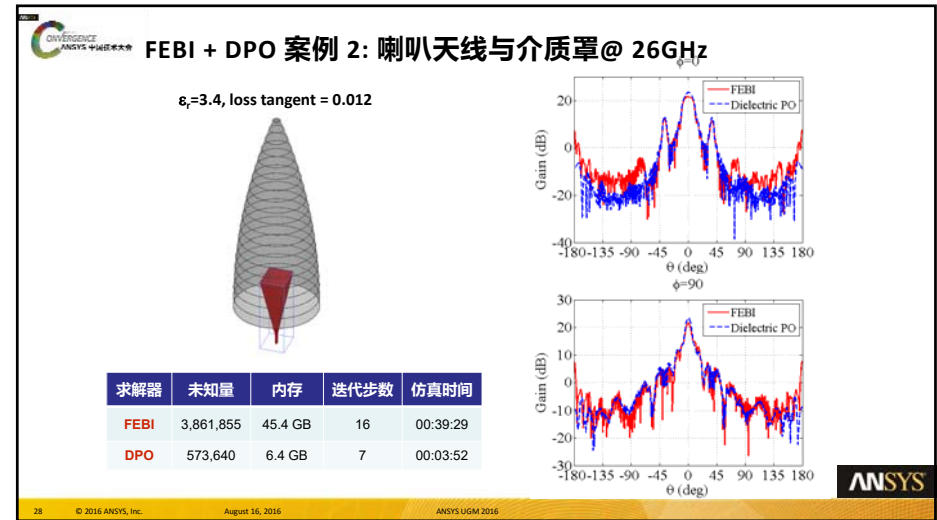 ANSYS
CONVERGENCE
ANSYS 中国技术大会
FEBI + DPO 案例 2: 喇叭天线与介质罩@ 26GHz
εr=3.4, loss tangent = 0.012
求解器 未知量 内存 迭代步数 仿真时间
FEBI 3,861,855 45.4 GB 16 00:39:29
DPO 573,640 6.4 GB 7 00:03:52
ϕ=0
FEBI
Dielectric PO
Gain (dB)
20
0
-20
-40
-180 -135 -90 -45 0 45 90 135 180
θ (deg)
ϕ=90
FEBI
Dielectric PO
Gain (dB)
30
20
10
0
-10
-20
-30
-180 -135 -90 -45 0 45 90 135 180
θ (deg)
ANSYS
28 © 2016 ANSYS, Inc. August 16, 2016 ANSYS UGM 2016